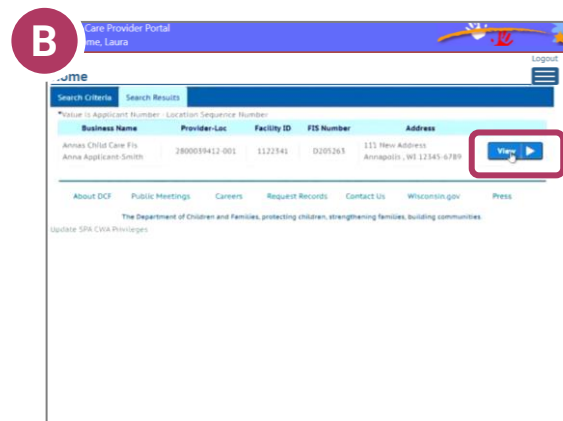 B
Care Provider Portal
me, Laura
Logout
ome
Search Criteria Search Results
*Value is Applicant Number - Location Sequence Number
Business Name Provider-Loc Facility ID FIS Number Address
Annas Child Care Fis 2800039412-001 1122341 D205263 111 New Address View
Anna Applicant-Smith Annapolis, WI 12345-6789
About DCF Public Meetings Careers Request Records Contact Us Wisconsin.gov Press
The Department of Children and Families, protecting children, strengthening families, building communities
Update SPA CWA Privileges